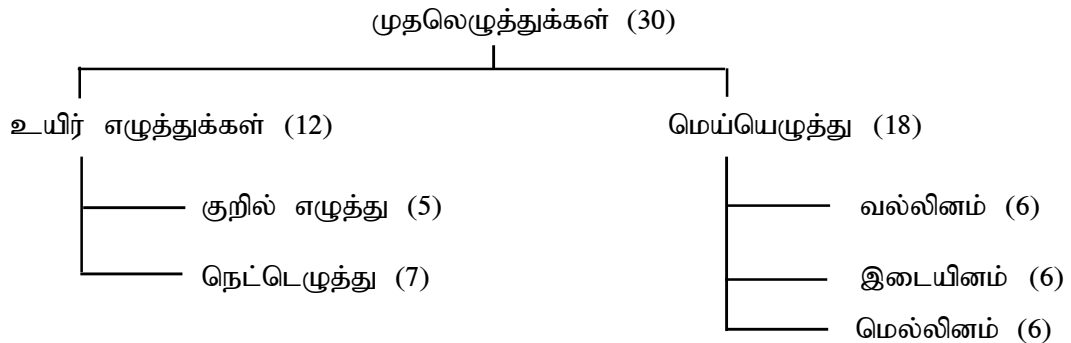 முதலெழுத்துக்கள் (30)
உயிர் எழுத்துக்கள் (12) மெய்யெழுத்து (18)
குறில் எழுத்து (5) வல்லினம் (6)
நெட்டெழுத்து (7) இடையினம் (6)
மெல்லினம் (6)